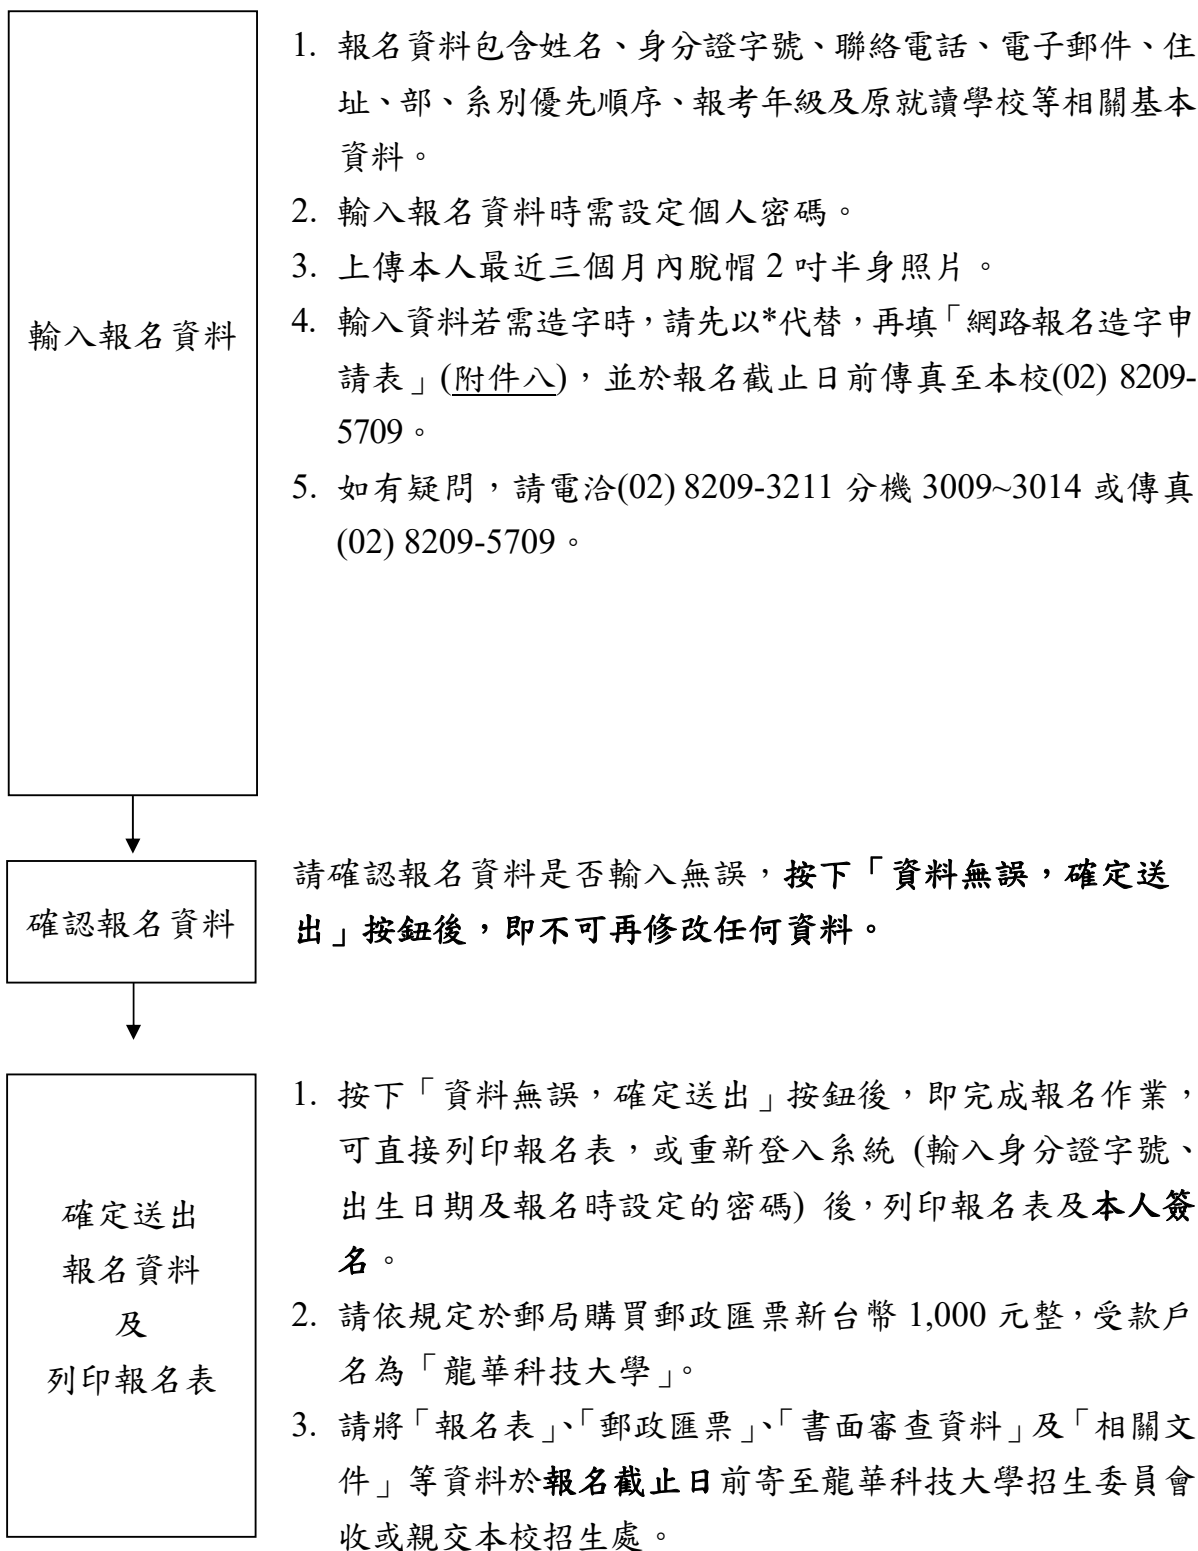 輸入報名資料
1. 報名資料包含姓名、身分證字號、聯絡電話、電子郵件、住
址、部、系別優先順序、報考年級及原就讀學校等相關基本
資料。
2. 輸入報名資料時需設定個人密碼。
3. 上傳本人最近三個月內脫帽 2 吋半身照片。
4. 輸入資料若需造字時，請先以*代替，再填「網路報名造字申
請表」(附件八)，並於報名截止日前傳真至本校(02) 8209-
5709。
5. 如有疑問，請電洽(02) 8209-3211 分機 3009~3014 或傳真
(02) 8209-5709。
確認報名資料
請確認報名資料是否輸入無誤，按下「資料無誤，確定送
出」按鈕後，即不可再修改任何資料。
確定送出
報名資料
及
列印報名表
1. 按下「資料無誤，確定送出」按鈕後，即完成報名作業，
可直接列印報名表，或重新登入系統 (輸入身分證字號、
出生日期及報名時設定的密碼) 後，列印報名表及本人簽
名。
2. 請依規定於郵局購買郵政匯票新台幣 1,000 元整，受款戶
名為「龍華科技大學」。
3. 請將「報名表」、「郵政匯票」、「書面審查資料」及「相關文
件」等資料於報名截止日前寄至龍華科技大學招生委員會
收或親交本校招生處。